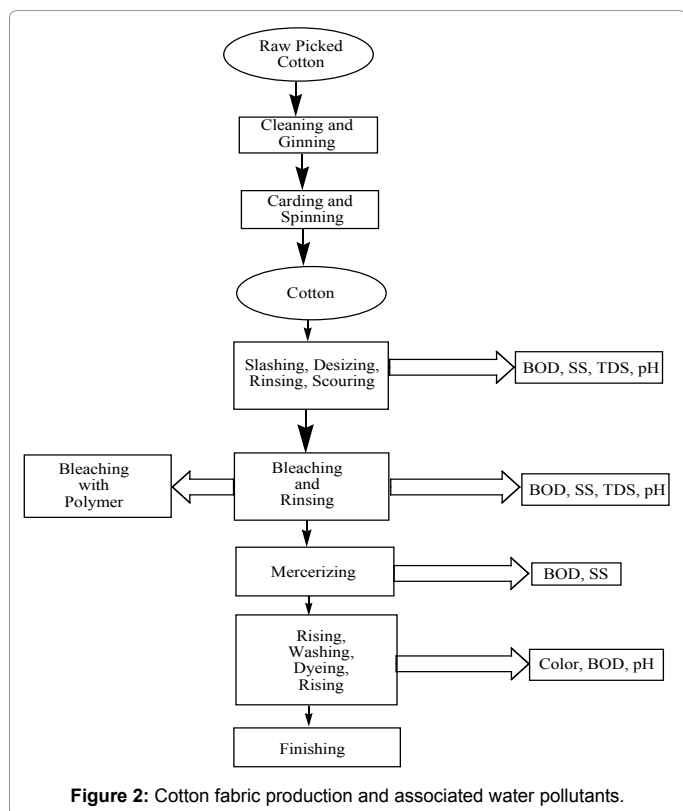 Raw Picked
Cotton
Cleaning and
Ginning
Carding and
Spinning
Cotton
Slashing, Desizing,
Rinsing, Scouring
BOD, SS, TDS, pH
Bleaching
with
Polymer
Bleaching
and
Rinsing
BOD, SS, TDS, pH
Mercerizing
BOD, SS
Rising,
Washing,
Dyeing,
Rising
Color, BOD, pH
Finishing
Figure 2: Cotton fabric production and associated water pollutants.